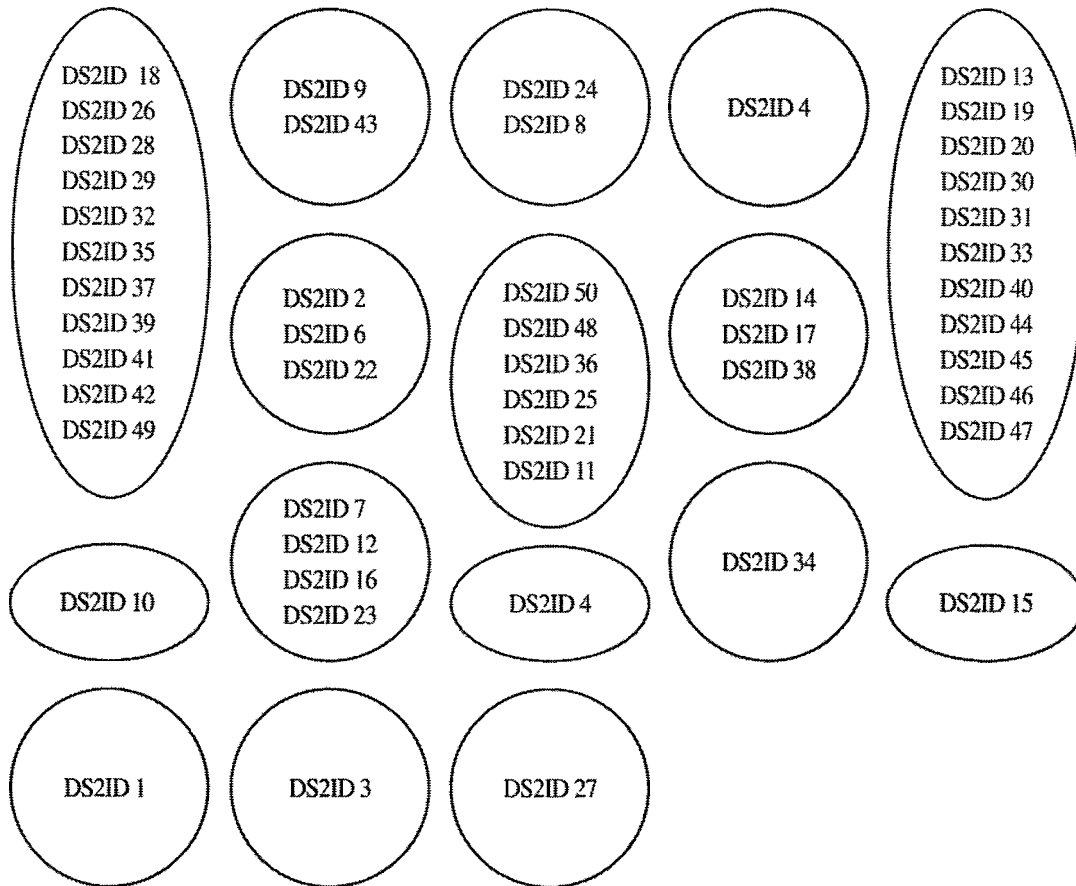 DS2ID 18
DS2ID 26
DS2ID 28
DS2ID 29
DS2ID 32
DS2ID 35
DS2ID 37
DS2ID 39
DS2ID 41
DS2ID 42
DS2ID 49
DS2ID 9
DS2ID 43
DS2ID 24
DS2ID 8
DS2ID 4
DS2ID 13
DS2ID 19
DS2ID 20
DS2ID 30
DS2ID 31
DS2ID 33
DS2ID 40
DS2ID 44
DS2ID 45
DS2ID 46
DS2ID 47
DS2ID 2
DS2ID 6
DS2ID 22
DS2ID 50
DS2ID 48
DS2ID 36
DS2ID 25
DS2ID 21
DS2ID 11
DS2ID 14
DS2ID 17
DS2ID 38
DS2ID 10
DS2ID 7
DS2ID 12
DS2ID 16
DS2ID 23
DS2ID 4
DS2ID 34
DS2ID 15
DS2ID 1
DS2ID 3
DS2ID 27